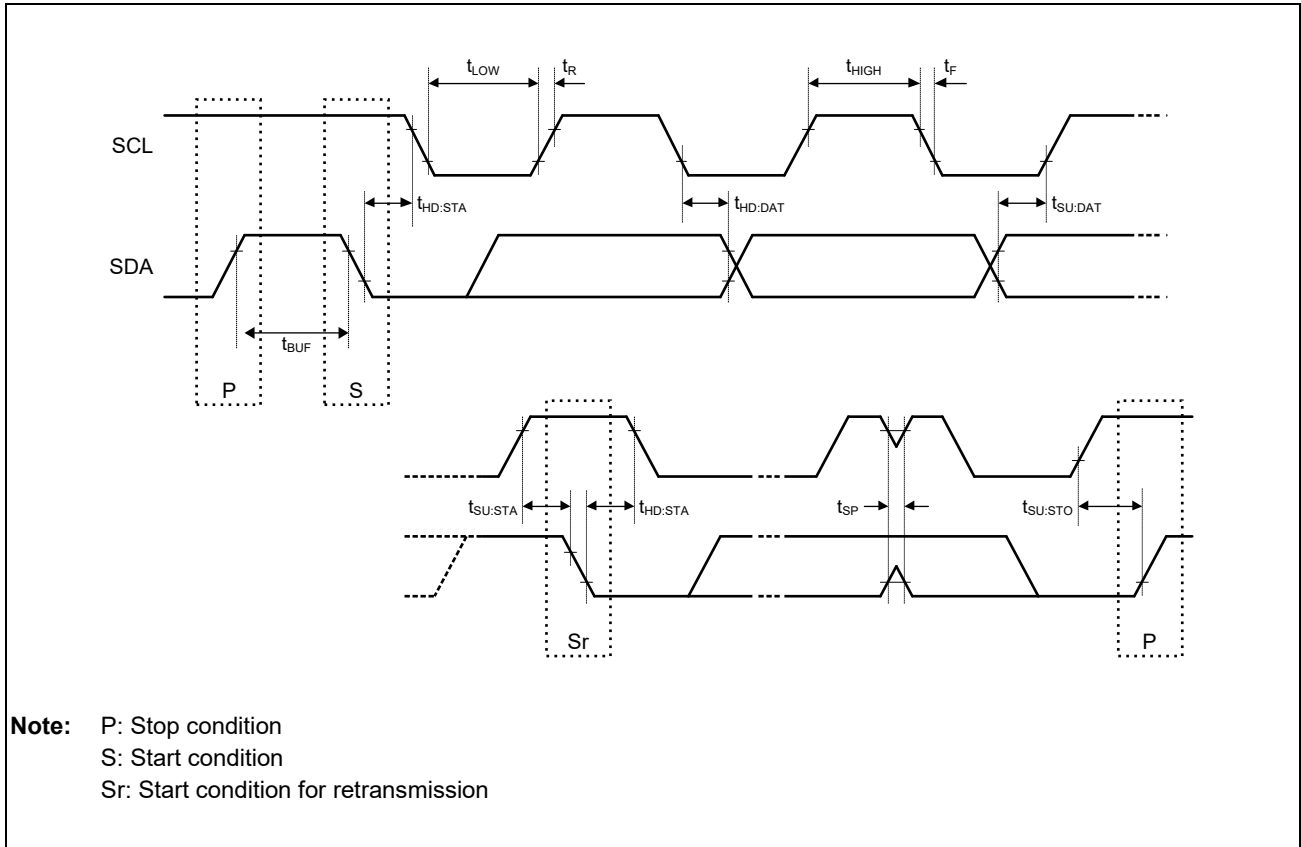 tLOW tR tHIGH tF
SCL
tHD:STA tHD:DAT tSU:DAT
SDA
tBUF
P S
tSU:STA tHD:STA tSP tSU:STO
Sr P
Note: P: Stop condition
S: Start condition
Sr: Start condition for retransmission